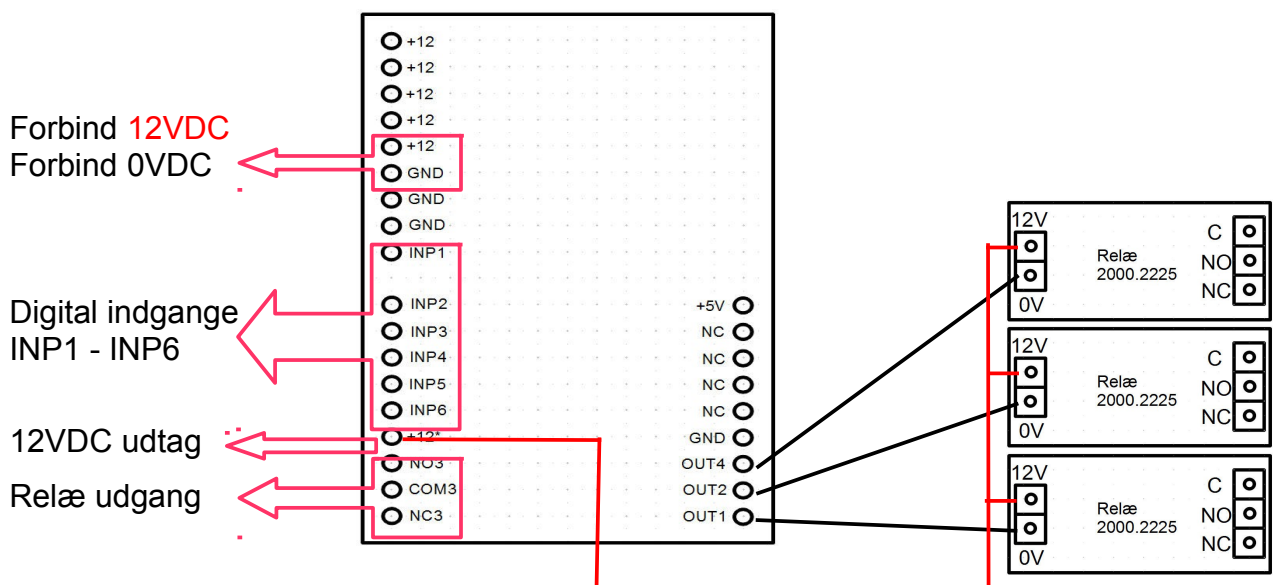 Forbind 12VDC
Forbind 0VDC
Digital indgange
INP1 - INP6
12VDC udtag
Relæ udgang
+12
+12
+12
+12
+12
GND
GND
GND
INP1
INP2
INP3
INP4
INP5
INP6
+12*
NO3
COM3
NC3
+5V
NC
NC
NC
NC
GND
OUT4
OUT2
OUT1
12V
0V
Relæ
2000.2225
C
NO
NC
12V
0V
Relæ
2000.2225
C
NO
NC
12V
0V
Relæ
2000.2225
C
NO
NC